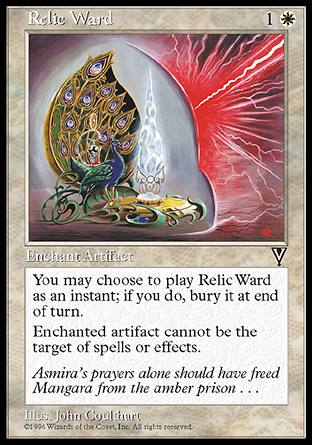 Relic Ward 1
Enchant Artifact
You may choose to play Relic Ward
as an instant; if you do, bury it at end
of turn.
Enchanted artifact cannot be the
target of spells or effects.
Asmira's prayers alone should have freed
Mangara from the amber prison . . .
Illus. John Coulthart
©1996 Wizards of the Coast, Inc. All rights reserved.